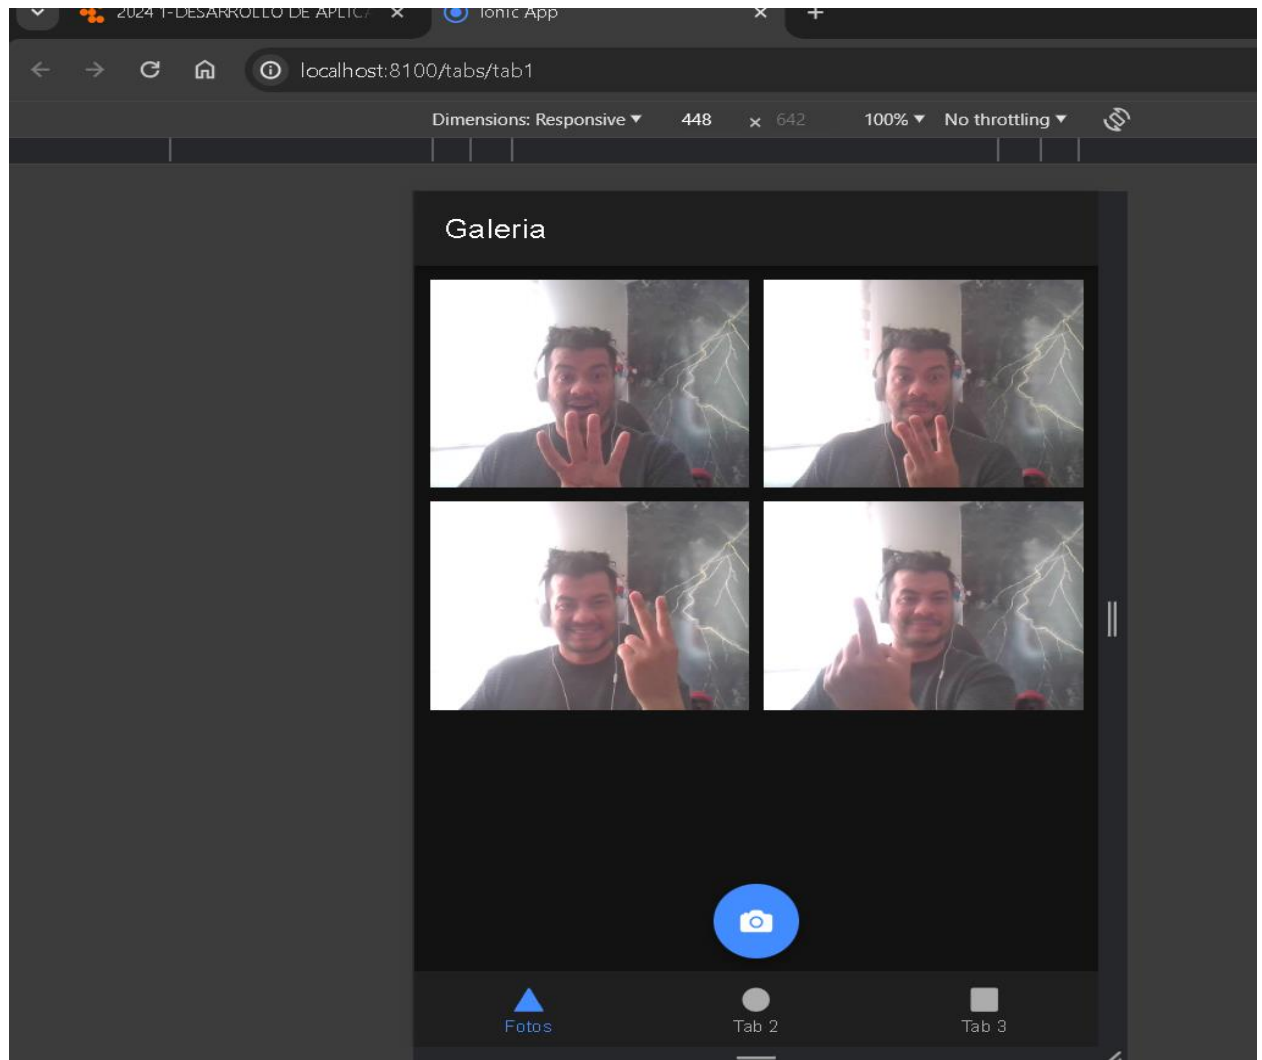 2024 1-DESARROLLO DE APLICA
Ionic App
localhost:8100/tabs/tab1
Dimensions: Responsive 448 x 642 100% No throttling
Galeria
Fotos Tab 2 Tab 3